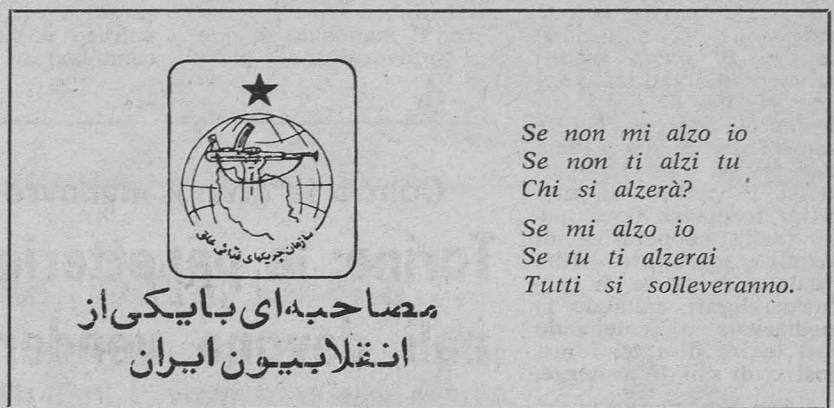 سازمان چریکهای فدائی خلق
مصاحبه‌ای با یکی از
انقلابیون ایران
Se non mi alzo io
Se non ti alzi tu
Chi si alzerà?
Se mi alzo io
Se tu ti alzerai
Tutti si solleveranno.